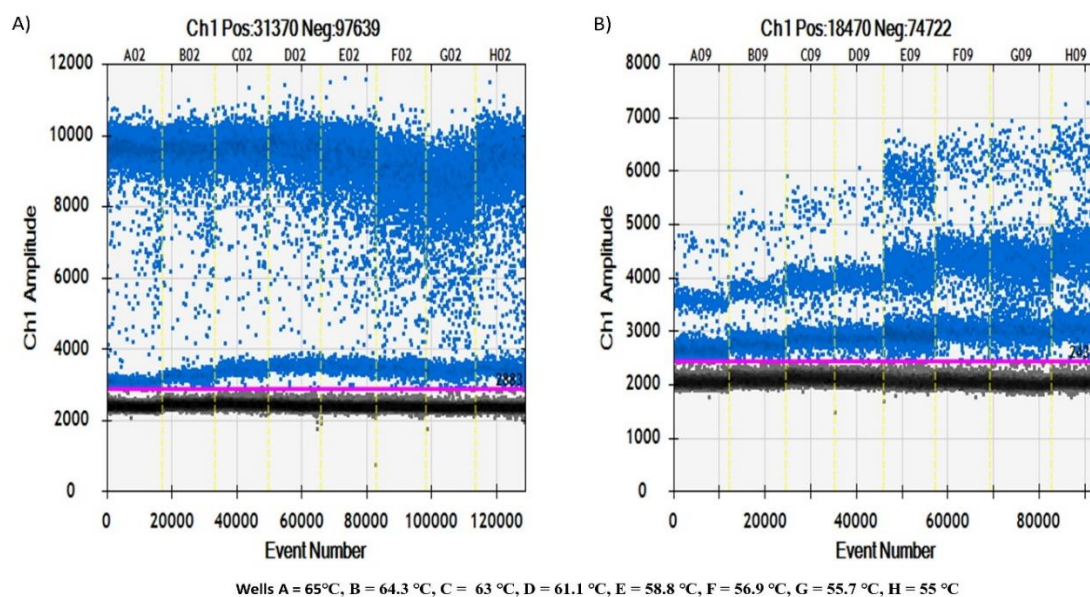 A)
Ch1 Pos:31370 Neg:97639
A02 B02 C02 D02 E02 F02 G02 H02
12000
10000
8000
6000
4000
2000
0
Ch1 Amplitude
2883
0 20000 40000 60000 80000 100000 120000
Event Number
B)
Ch1 Pos:18470 Neg:74722
A09 B09 C09 D09 E09 F09 G09 H09
8000
7000
6000
5000
4000
3000
2000
1000
0
Ch1 Amplitude
0 20000 40000 60000 80000
Event Number
Wells A = 65°C, B = 64.3 °C, C = 63 °C, D = 61.1 °C, E = 58.8 °C, F = 56.9 °C, G = 55.7 °C, H = 55 °C